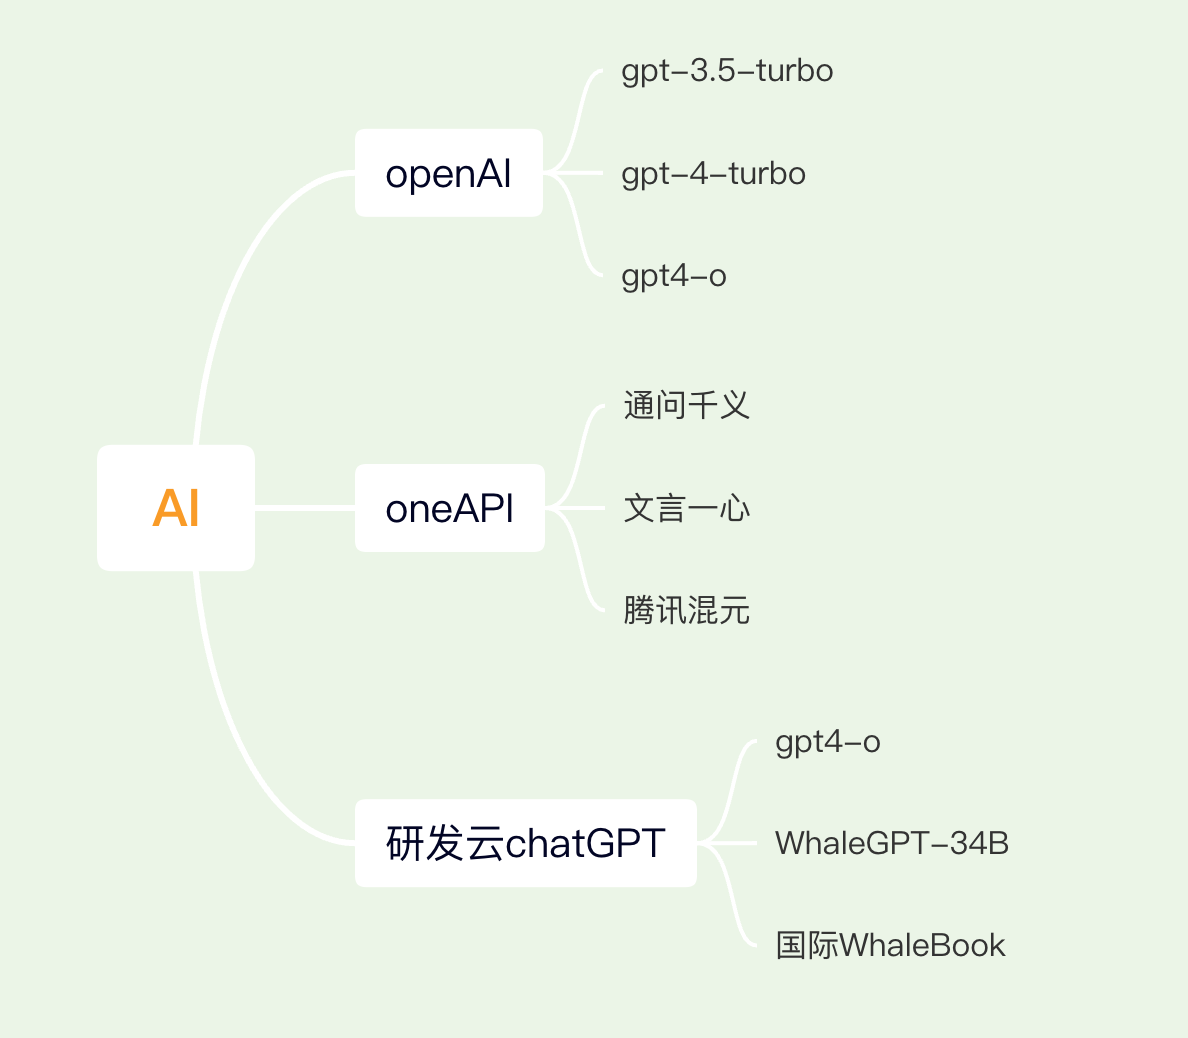 AI
openAI
gpt-3.5-turbo
gpt-4-turbo
gpt4-o
oneAPI
通问千义
文言一心
腾讯混元
研发云chatGPT
gpt4-o
WhaleGPT-34B
国际WhaleBook